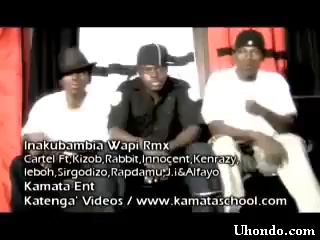 Inakubambia Wapi Rmx
Cartel Ft,Kizob,Rabbit,Innocent,Kenrazy,
Ieboh,Sirgodizo,Rapdamu,J.i&Alfayo
Kamata Ent
Katenga' Videos / www.kamataschool.com
Uhondo.com